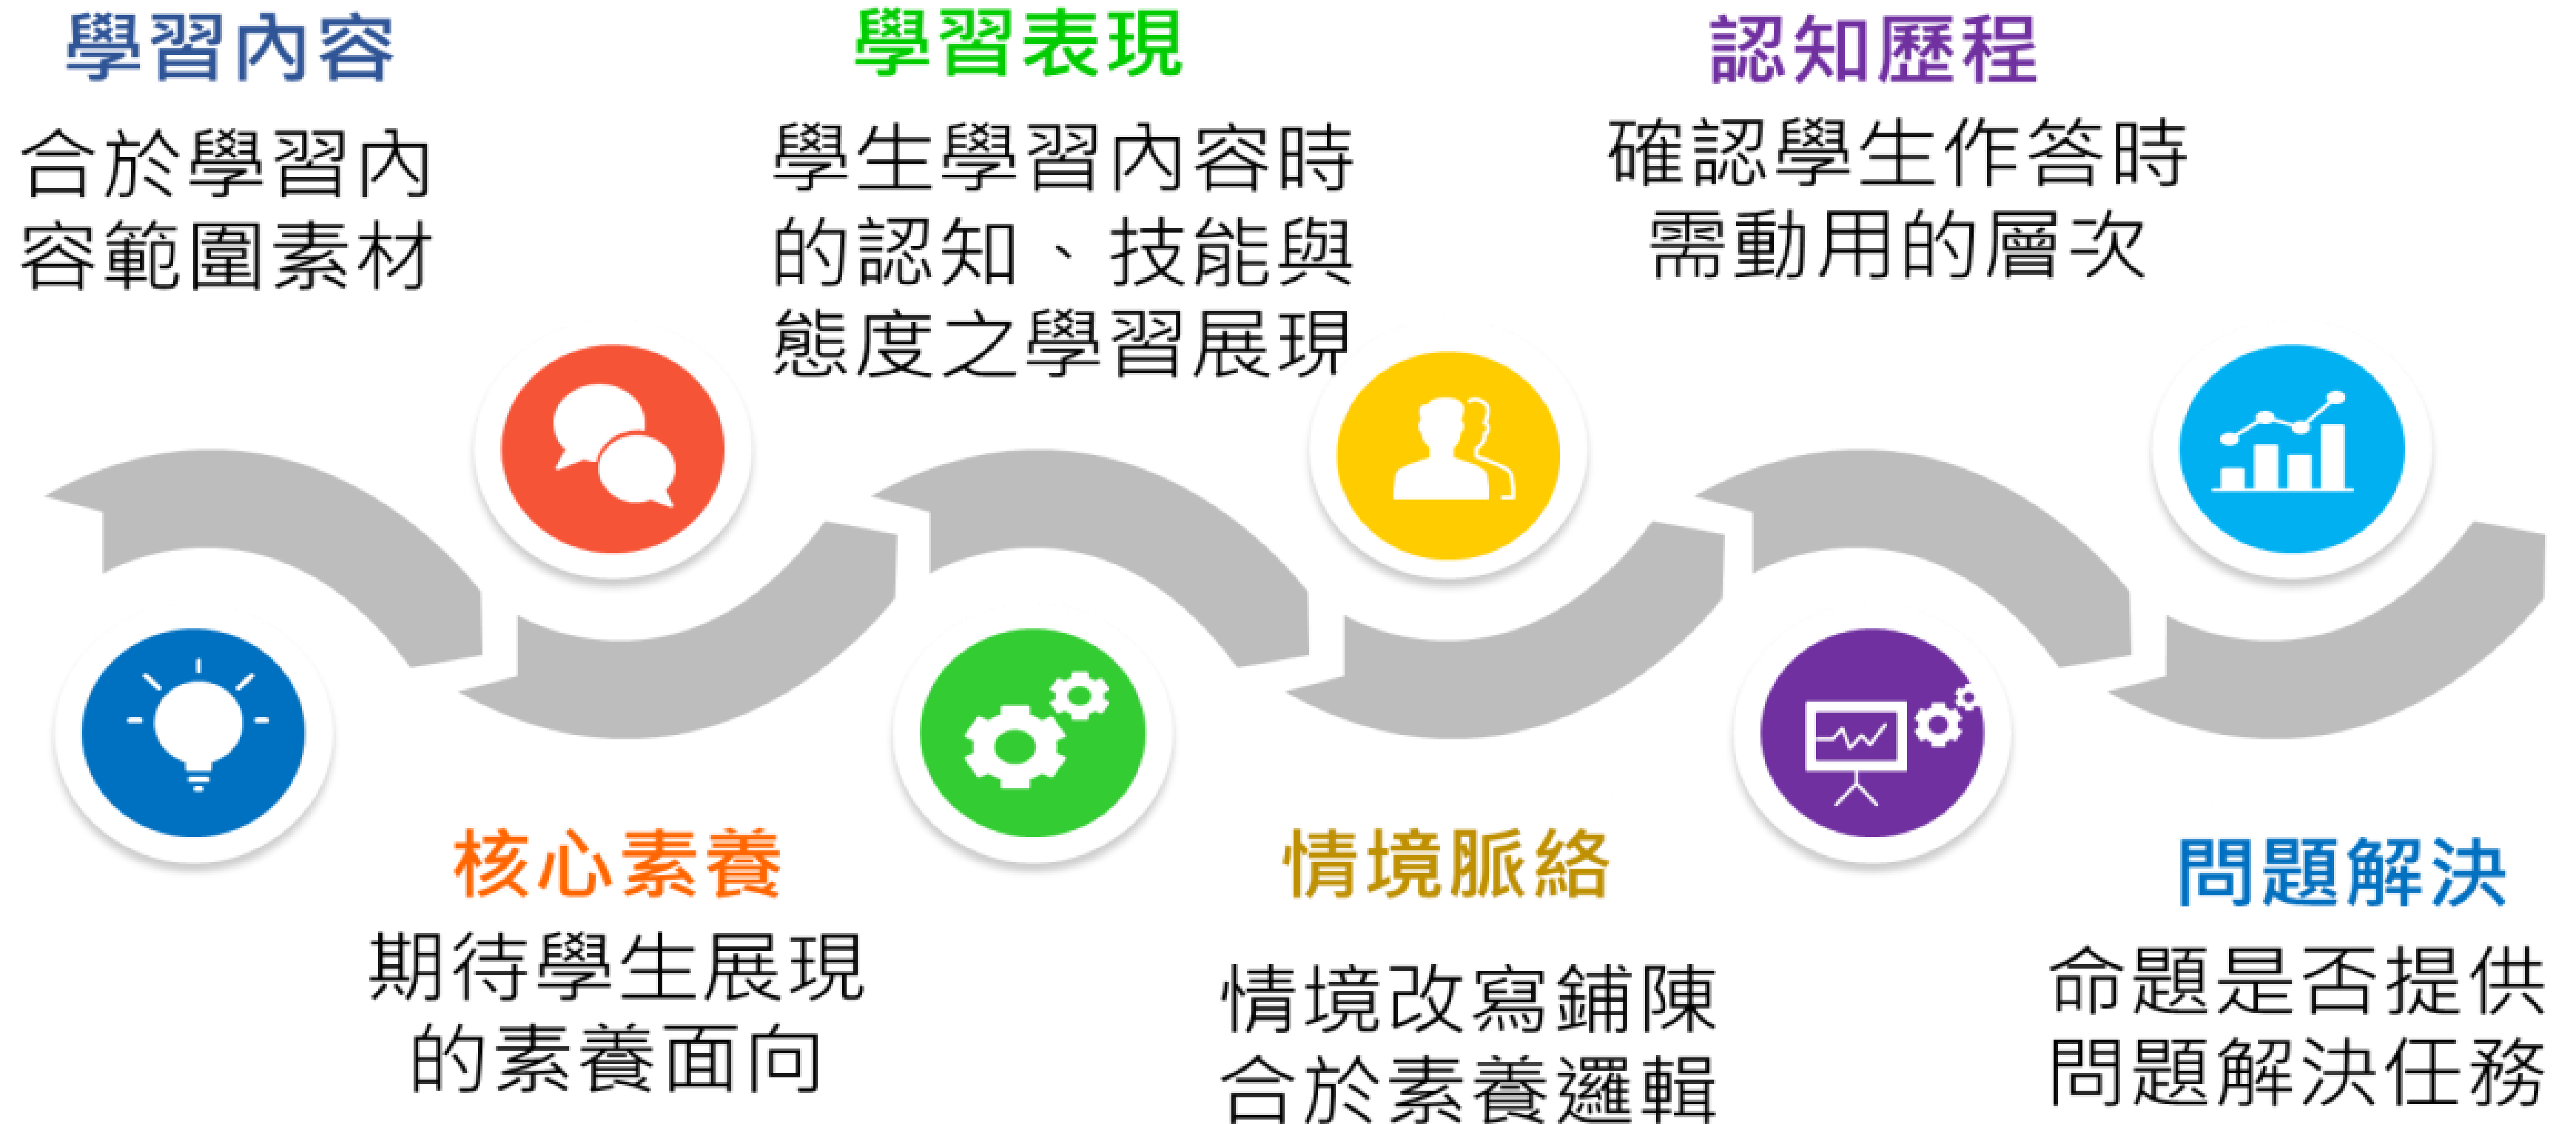 學習內容
合於學習內
容範圍素材
核心素養
期待學生展現
的素養面向
學習表現
學生學習內容時
的認知、技能與
態度之學習展現
情境脈絡
情境改寫鋪陳
合於素養邏輯
認知歷程
確認學生作答時
需動用的層次
問題解決
命題是否提供
問題解決任務